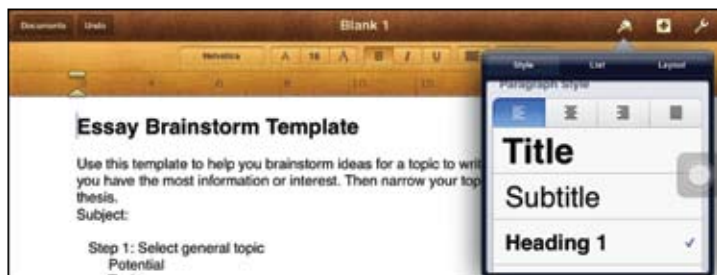 Documents Undo Blank 1
Helvetica A 16 A B I U
Style List Layout
Paragraph Style
Essay Brainstorm Template
Use this template to help you brainstorm ideas for a topic to wri
you have the most information or interest. Then narrow your top
thesis.
Subject:
Step 1: Select general topic
Potential
Title
Subtitle
Heading 1